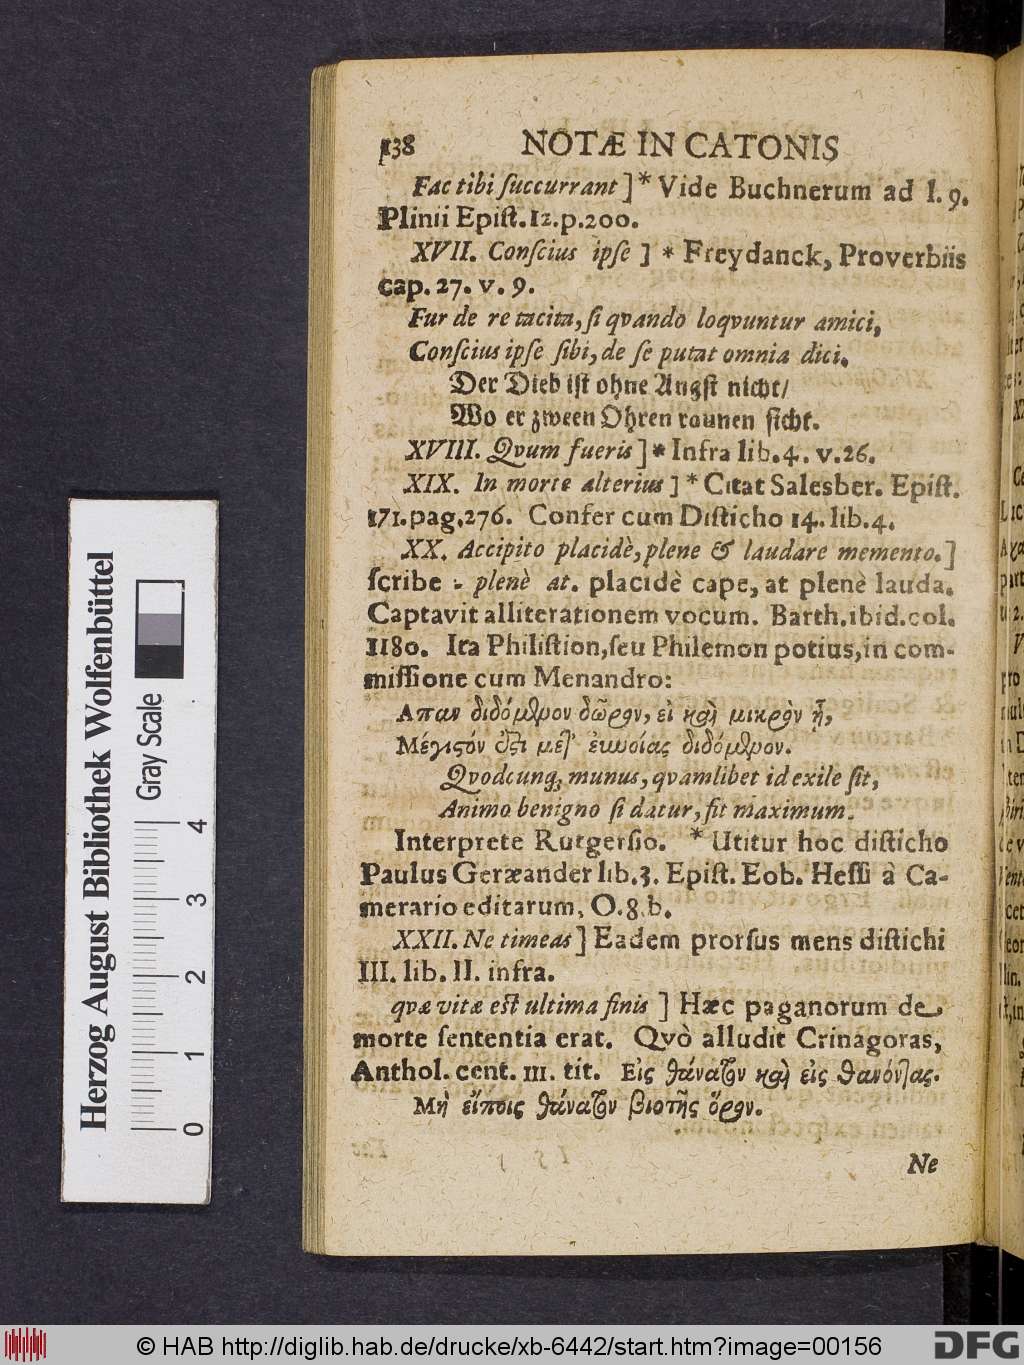 138 NOTÆ IN CATONIS
Fac tibi ſuccurrant] * Vide Buchnerum ad l. 9.
Plinii Epiſt. 12. p. 200.
XVII. Conſcius ipſe ] * Freydanck, Proverbiis
cap. 27. v. 9.
Fur de re tacita, ſi qvando loqvuntur amici,
Conſcius ipſe ſibi, de ſe putat omnia dici.
Der Dieb iſt ohne Angſt nicht/
Wo er zween Ohren raunen ſicht.
XVIII. Qvum fueris ] * Infra lib. 4. v. 26.
XIX. In morte alterius ] * Citat Salesber. Epiſt.
171. pag. 276. Confer cum Diſticho 14. lib. 4.
XX. Accipito placidè, plene & laudare memento. ]
ſcribe : plenè at. placidè cape, at plenè lauda.
Captavit alliterationem vocum. Barth. ibid. col.
1180. Ita Philiſtion, ſeu Philemon potius, in com-
miſſione cum Menandro:
Απαν διδόμενον δῶρον, εἰ καὶ μικρὸν ᾖ,
Μέγιςόν ἐςι μετ' εὐνοίας διδόμενον.
Qvodcunq; munus, qvamlibet id exile ſit,
Animo benigno ſi datur, fit maximum.
Interprete Rutgerſio. * Utitur hoc diſticho
Paulus Geræander lib. 3. Epiſt. Eob. Heſſi à Ca-
merario editarum, O. 8. b.
XXII. Ne timeas ] Eadem prorſus mens diſtichi
III. lib. II. infra.
qvæ vitæ eſt ultima finis ] Hæc paganorum de
morte ſententia erat. Qvò alludit Crinagoras,
Anthol. cent. III. tit. Εἰς θάνατον καὶ εἰς θανόντας.
Μὴ εἴποις θάνατον βιοτῆς ὅρον.
Ne
Herzog August Bibliothek Wolfenbüttel
Gray Scale
0 1 2 3 4
© HAB http://diglib.hab.de/drucke/xb-6442/start.htm?image=00156
DFG